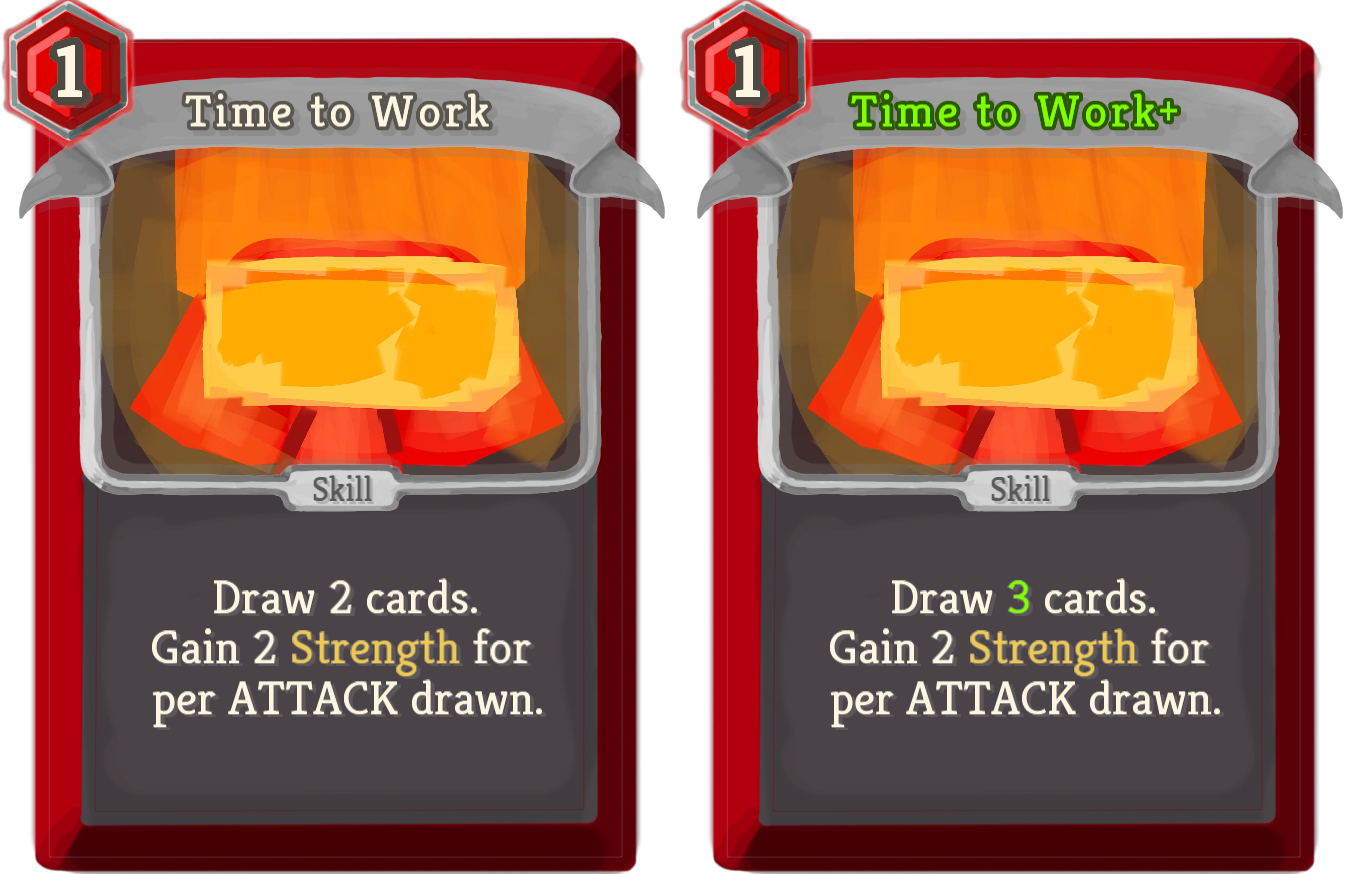 1
Time to Work
Skill
Draw 2 cards.
Gain 2 Strength for
per ATTACK drawn.
1
Time to Work+
Skill
Draw 3 cards.
Gain 2 Strength for
per ATTACK drawn.